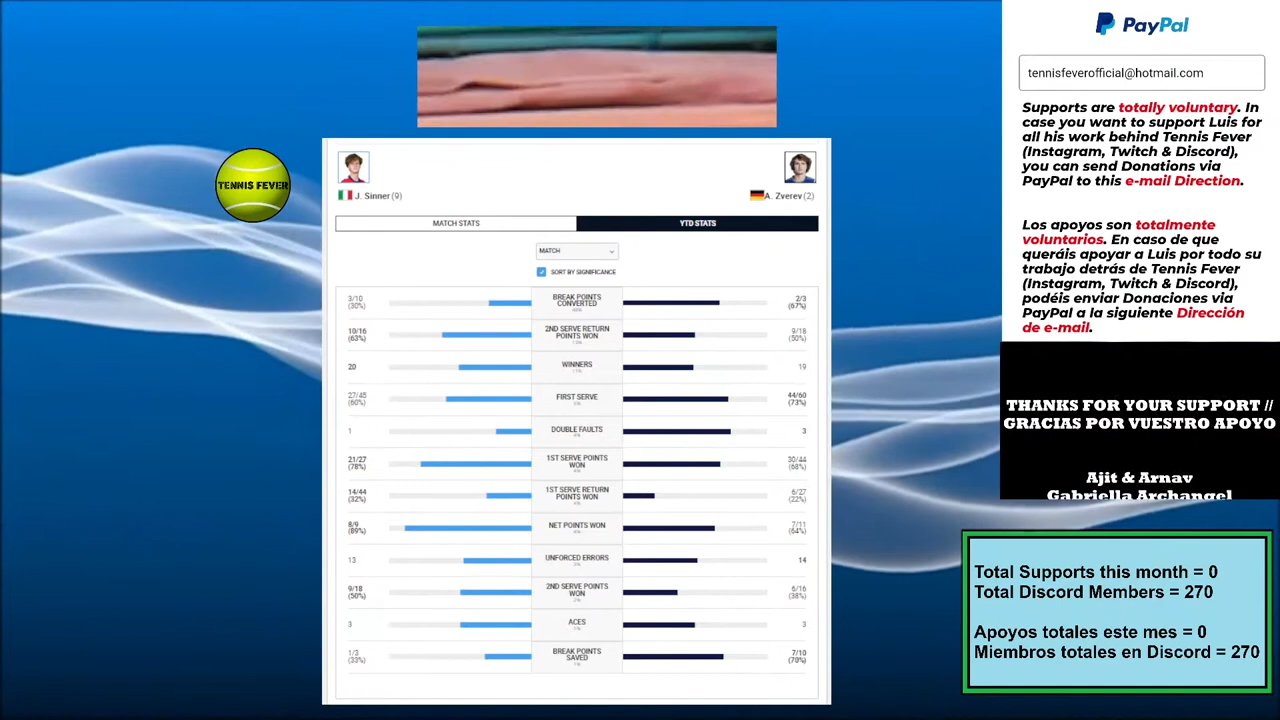 PayPal
tennisfeverofficial@hotmail.com
Supports are totally voluntary. In
case you want to support Luis for
all his work behind Tennis Fever
(Instagram, Twitch & Discord),
you can send Donations via
PayPal to this e-mail Direction.
Los apoyos son totalmente
voluntarios. En caso de que
queráis apoyar a Luis por todo su
trabajo detrás de Tennis Fever
(Instagram, Twitch & Discord),
podéis enviar Donaciones via
PayPal a la siguiente Dirección
de e-mail.
THANKS FOR YOUR SUPPORT //
GRACIAS POR VUESTRO APOYO
Ajit & Arnav
Gabriella Archangel
Total Supports this month = 0
Total Discord Members = 270
Apoyos totales este mes = 0
Miembros totales en Discord = 270
TENNIS FEVER
J. Sinner (9)
A. Zverev (2)
MATCH STATS
YTD STATS
MATCH
SORT BY SIGNIFICANCE
3/10 (30%) BREAK POINTS CONVERTED 2/3 (67%)
10/16 (63%) 2ND SERVE RETURN POINTS WON 9/18 (50%)
20 WINNERS 19
27/45 (60%) FIRST SERVE 44/60 (73%)
1 DOUBLE FAULTS 3
21/27 (78%) 1ST SERVE POINTS WON 30/44 (68%)
14/44 (32%) 1ST SERVE RETURN POINTS WON 6/27 (22%)
8/9 (89%) NET POINTS WON 7/11 (64%)
13 UNFORCED ERRORS 14
9/18 (50%) 2ND SERVE POINTS WON 6/16 (38%)
3 ACES 3
1/3 (33%) BREAK POINTS SAVED 7/10 (70%)